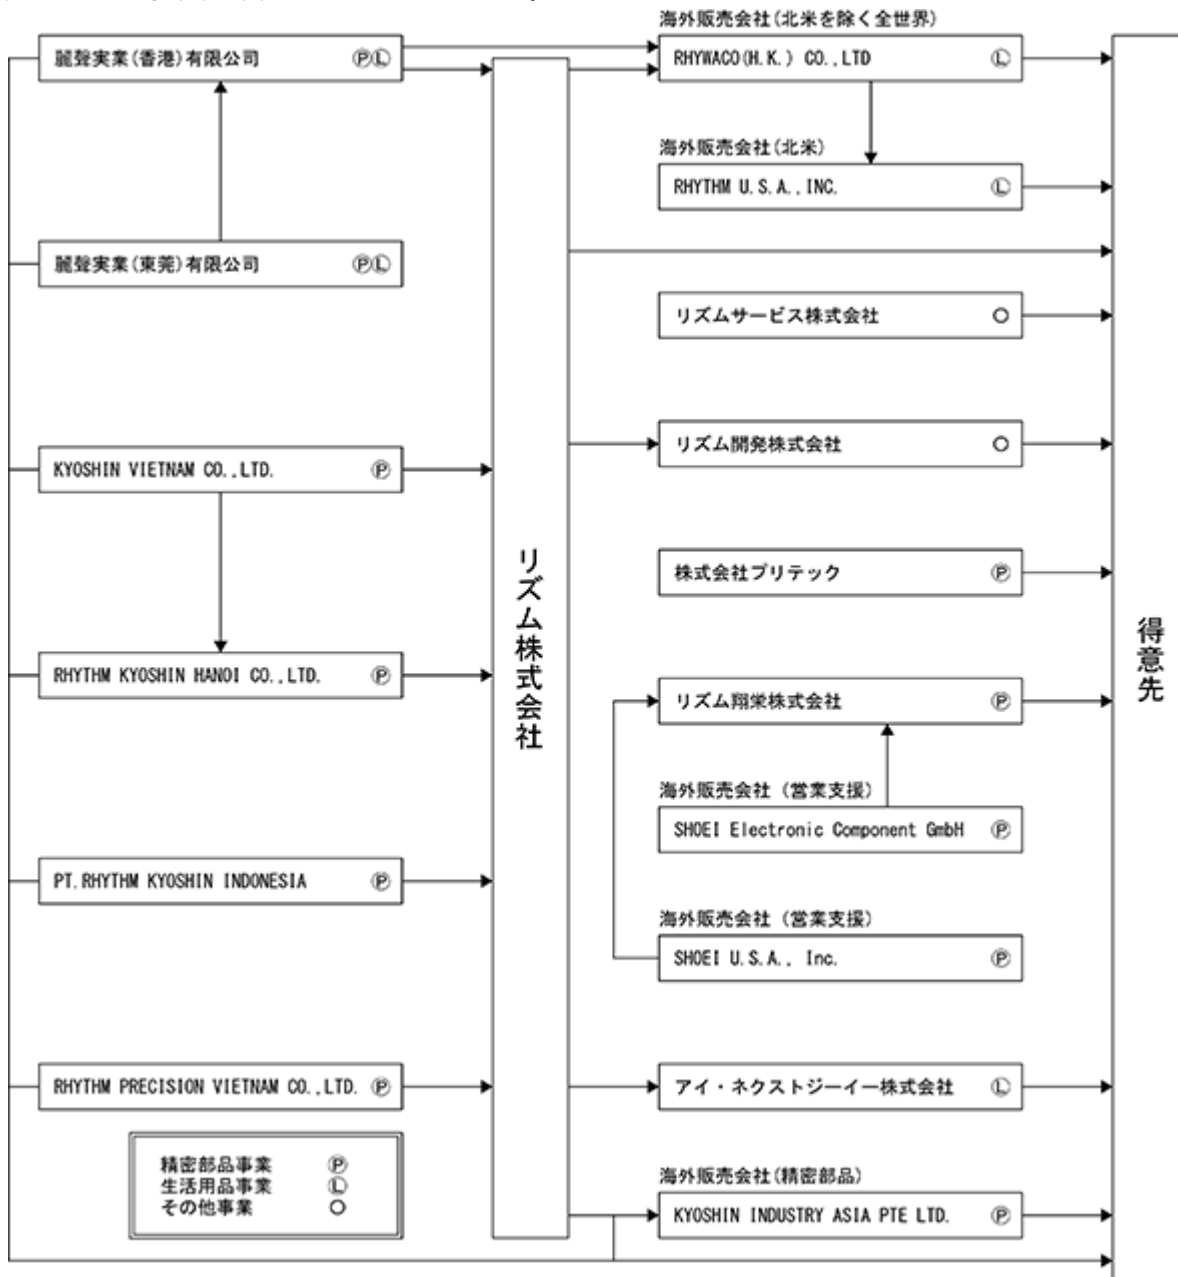 海外販売会社(北米を除く全世界)
麗聲実業(香港)有限公司 ⓅⓁ
RHYWACO(H.K.) CO.,LTD Ⓛ
海外販売会社(北米)
RHYTHM U.S.A.,INC. Ⓛ
麗聲実業(東莞)有限公司 ⓅⓁ
リズムサービス株式会社 ○
リズム開発株式会社 ○
KYOSHIN VIETNAM CO.,LTD. Ⓟ
リズム株式会社
株式会社プリテック Ⓟ
得意先
RHYTHM KYOSHIN HANOI CO.,LTD. Ⓟ
リズム翔栄株式会社 Ⓟ
海外販売会社（営業支援）
SHOEI Electronic Component GmbH Ⓟ
PT.RHYTHM KYOSHIN INDONESIA Ⓟ
海外販売会社（営業支援）
SHOEI U.S.A., Inc. Ⓟ
RHYTHM PRECISION VIETNAM CO.,LTD. Ⓟ
アイ・ネクストジーイー株式会社 Ⓛ
精密部品事業 Ⓟ
生活用品事業 Ⓛ
その他事業 ○
海外販売会社(精密部品)
KYOSHIN INDUSTRY ASIA PTE LTD. Ⓟ